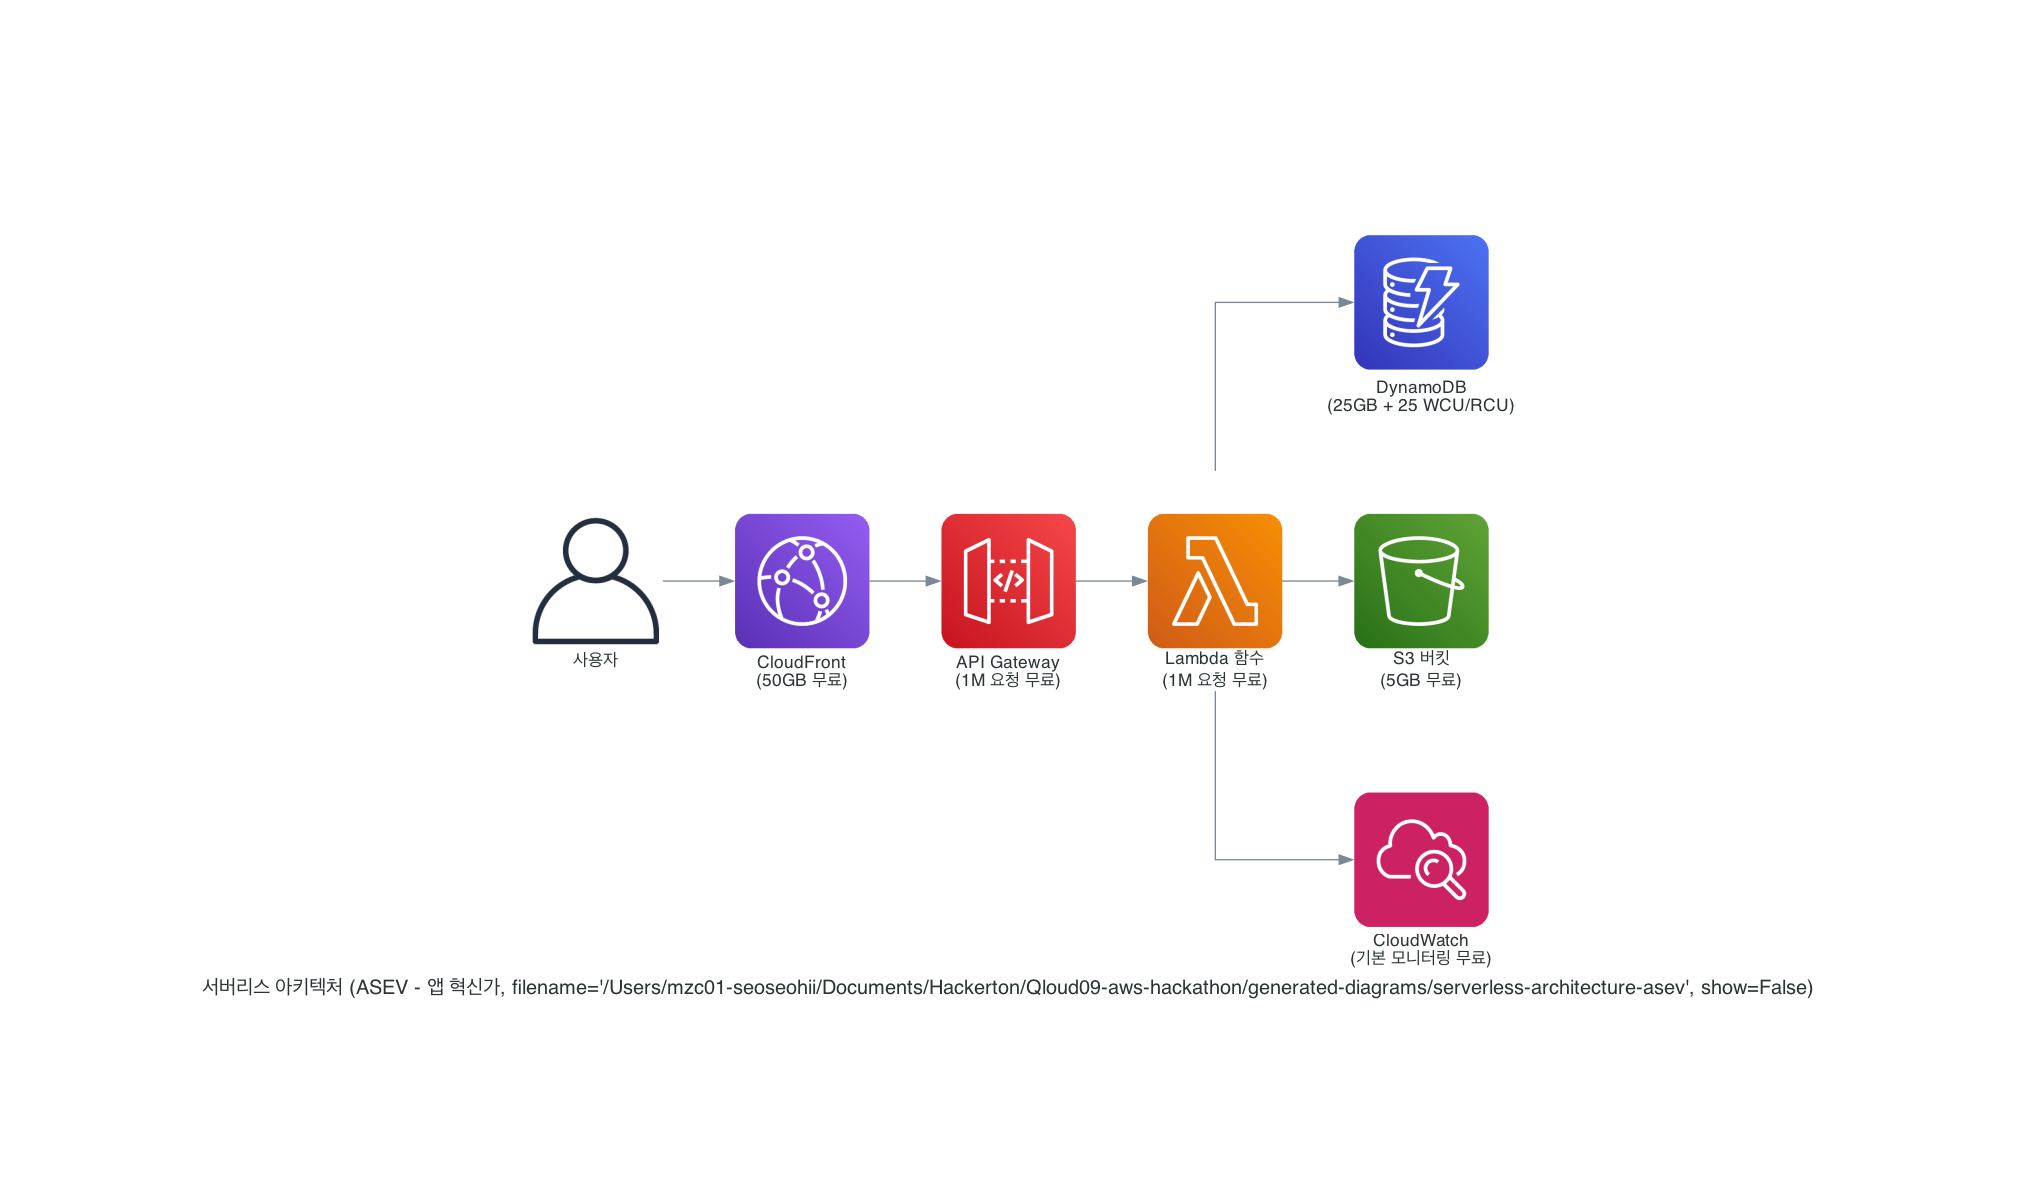 DynamoDB
(25GB + 25 WCU/RCU)
사용자
CloudFront
(50GB 무료)
API Gateway
(1M 요청 무료)
Lambda 함수
(1M 요청 무료)
S3 버킷
(5GB 무료)
CloudWatch
(기본 모니터링 무료)
서버리스 아키텍처 (ASEV - 앱 혁신가, filename='/Users/mzc01-seoseohii/Documents/Hackerton/Qloud09-aws-hackathon/generated-diagrams/serverless-architecture-asev', show=False)